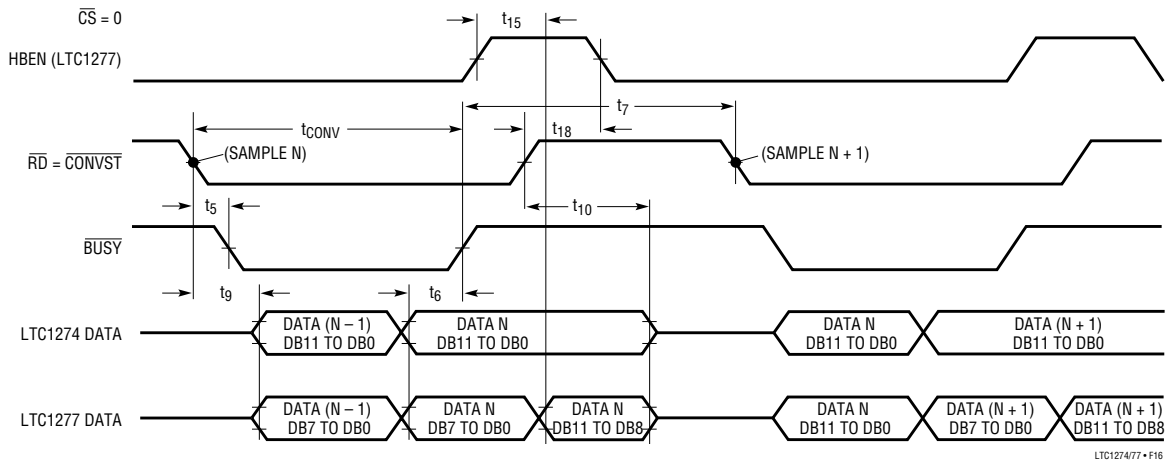 CS = 0
t15
HBEN (LTC1277)
t7
tCONV
t18
(SAMPLE N)
(SAMPLE N + 1)
RD = CONVST
t5
t10
BUSY
t9
t6
DATA (N – 1)
DB11 TO DB0
DATA N
DB11 TO DB0
DATA N
DB11 TO DB0
DATA (N + 1)
DB11 TO DB0
LTC1274 DATA
DATA (N – 1)
DB7 TO DB0
DATA N
DB7 TO DB0
DATA N
DB11 TO DB8
DATA N
DB11 TO DB0
DATA (N + 1)
DB7 TO DB0
DATA (N + 1)
DB11 TO DB8
LTC1277 DATA
LTC1274/77 • F16